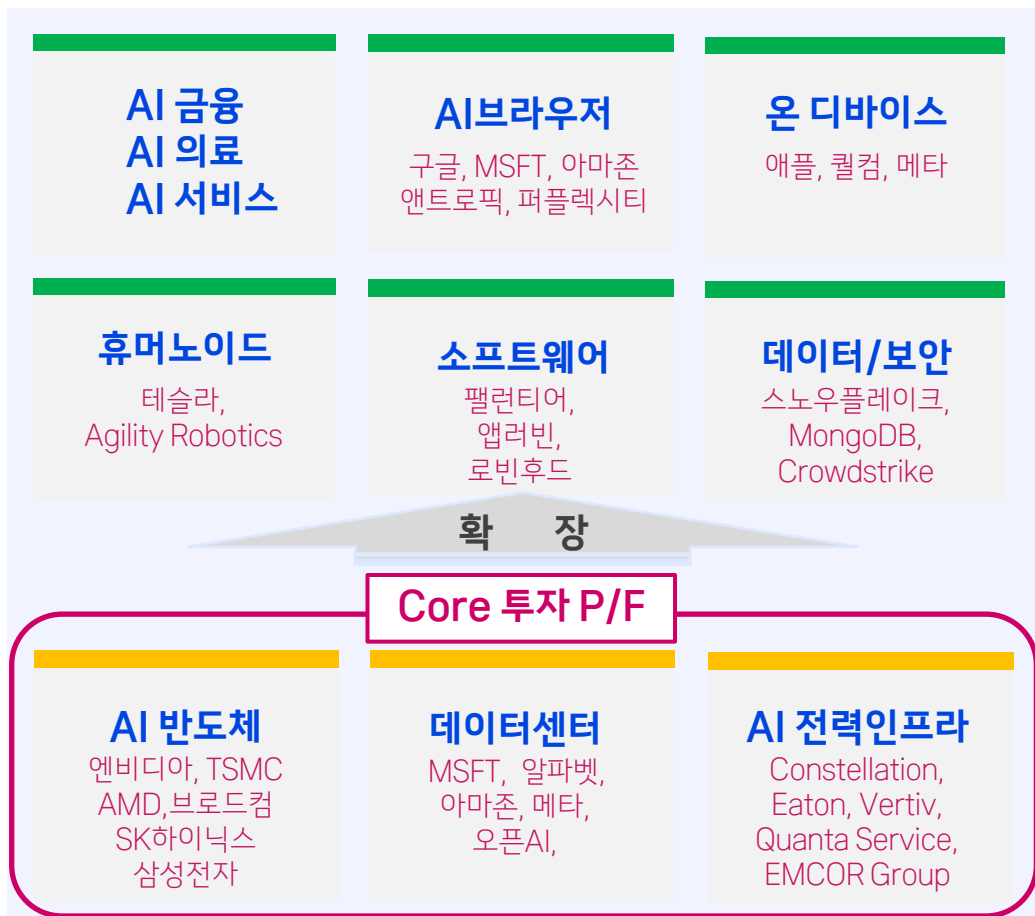 AI 금융
AI 의료
AI 서비스
AI브라우저
구글, MSFT, 아마존
앤트로픽, 퍼플렉시티
온 디바이스
애플, 퀄컴, 메타
휴머노이드
테슬라,
Agility Robotics
소프트웨어
팰런티어,
앱러빈,
로빈후드
데이터/보안
스노우플레이크,
MongoDB,
Crowdstrike
확 장
Core 투자 P/F
AI 반도체
엔비디아, TSMC
AMD,브로드컴
SK하이닉스
삼성전자
데이터센터
MSFT, 알파벳,
아마존, 메타,
오픈AI,
AI 전력인프라
Constellation,
Eaton, Vertiv,
Quanta Service,
EMCOR Group